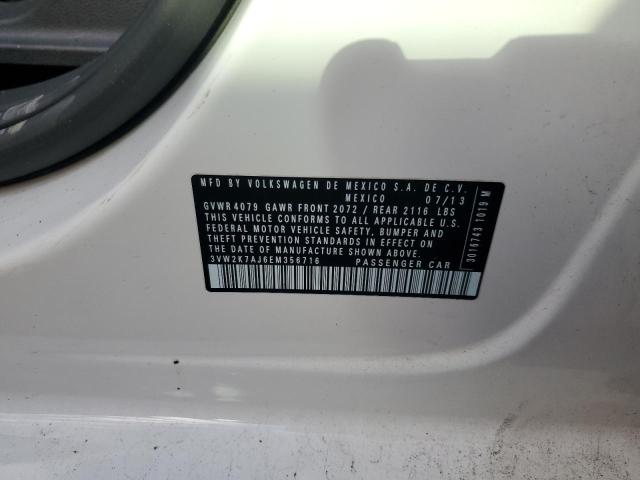 MFD BY VOLKSWAGEN DE MEXICO S.A. DE C.V.
MEXICO 07/13
GVWR 4079 GAWR FRONT 2072 / REAR 2116 LBS
THIS VEHICLE CONFORMS TO ALL APPLICABLE U.S.
FEDERAL MOTOR VEHICLE SAFETY, BUMPER AND
THEFT PREVENTION STANDARDS IN EFFECT ON THE
DATE OF MANUFACTURE SHOWN ABOVE.
3VW2K7AJ6EM356716 PASSENGER CAR
3016743 1019 M